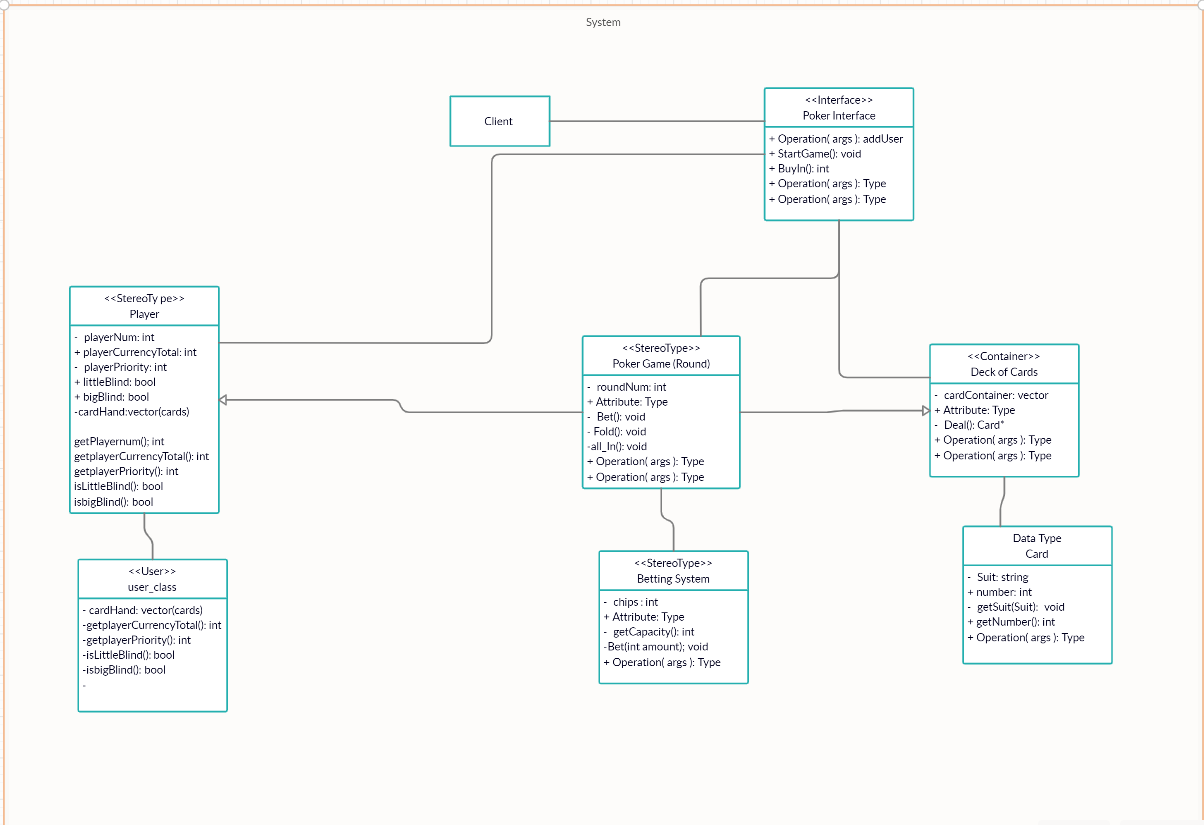 System
Client
<<Interface>>
Poker Interface
+ Operation( args ): addUser
+ StartGame(): void
+ BuyIn(): int
+ Operation( args ): Type
+ Operation( args ): Type
<<StereoTy pe>>
Player
- playerNum: int
+ playerCurrencyTotal: int
- playerPriority: int
+ littleBlind: bool
+ bigBlind: bool
-cardHand:vector(cards)
getPlayernum(); int
getplayerCurrencyTotal(): int
getplayerPriority(): int
isLittleBlind(): bool
isbigBlind(): bool
<<StereoType>>
Poker Game (Round)
- roundNum: int
+ Attribute: Type
- Bet(): void
- Fold(): void
-all_In(): void
+ Operation( args ): Type
+ Operation( args ): Type
<<Container>>
Deck of Cards
- cardContainer: vector
+ Attribute: Type
- Deal(): Card*
+ Operation( args ): Type
+ Operation( args ): Type
<<User>>
user_class
- cardHand: vector(cards)
-getplayerCurrencyTotal(): int
-getplayerPriority(): int
-isLittleBlind(): bool
-isbigBlind(): bool
-
<<StereoType>>
Betting System
- chips : int
+ Attribute: Type
- getCapacity(): int
-Bet(int amount); void
+ Operation( args ): Type
Data Type
Card
- Suit: string
+ number: int
- getSuit(Suit): void
+ getNumber(): int
+ Operation( args ): Type